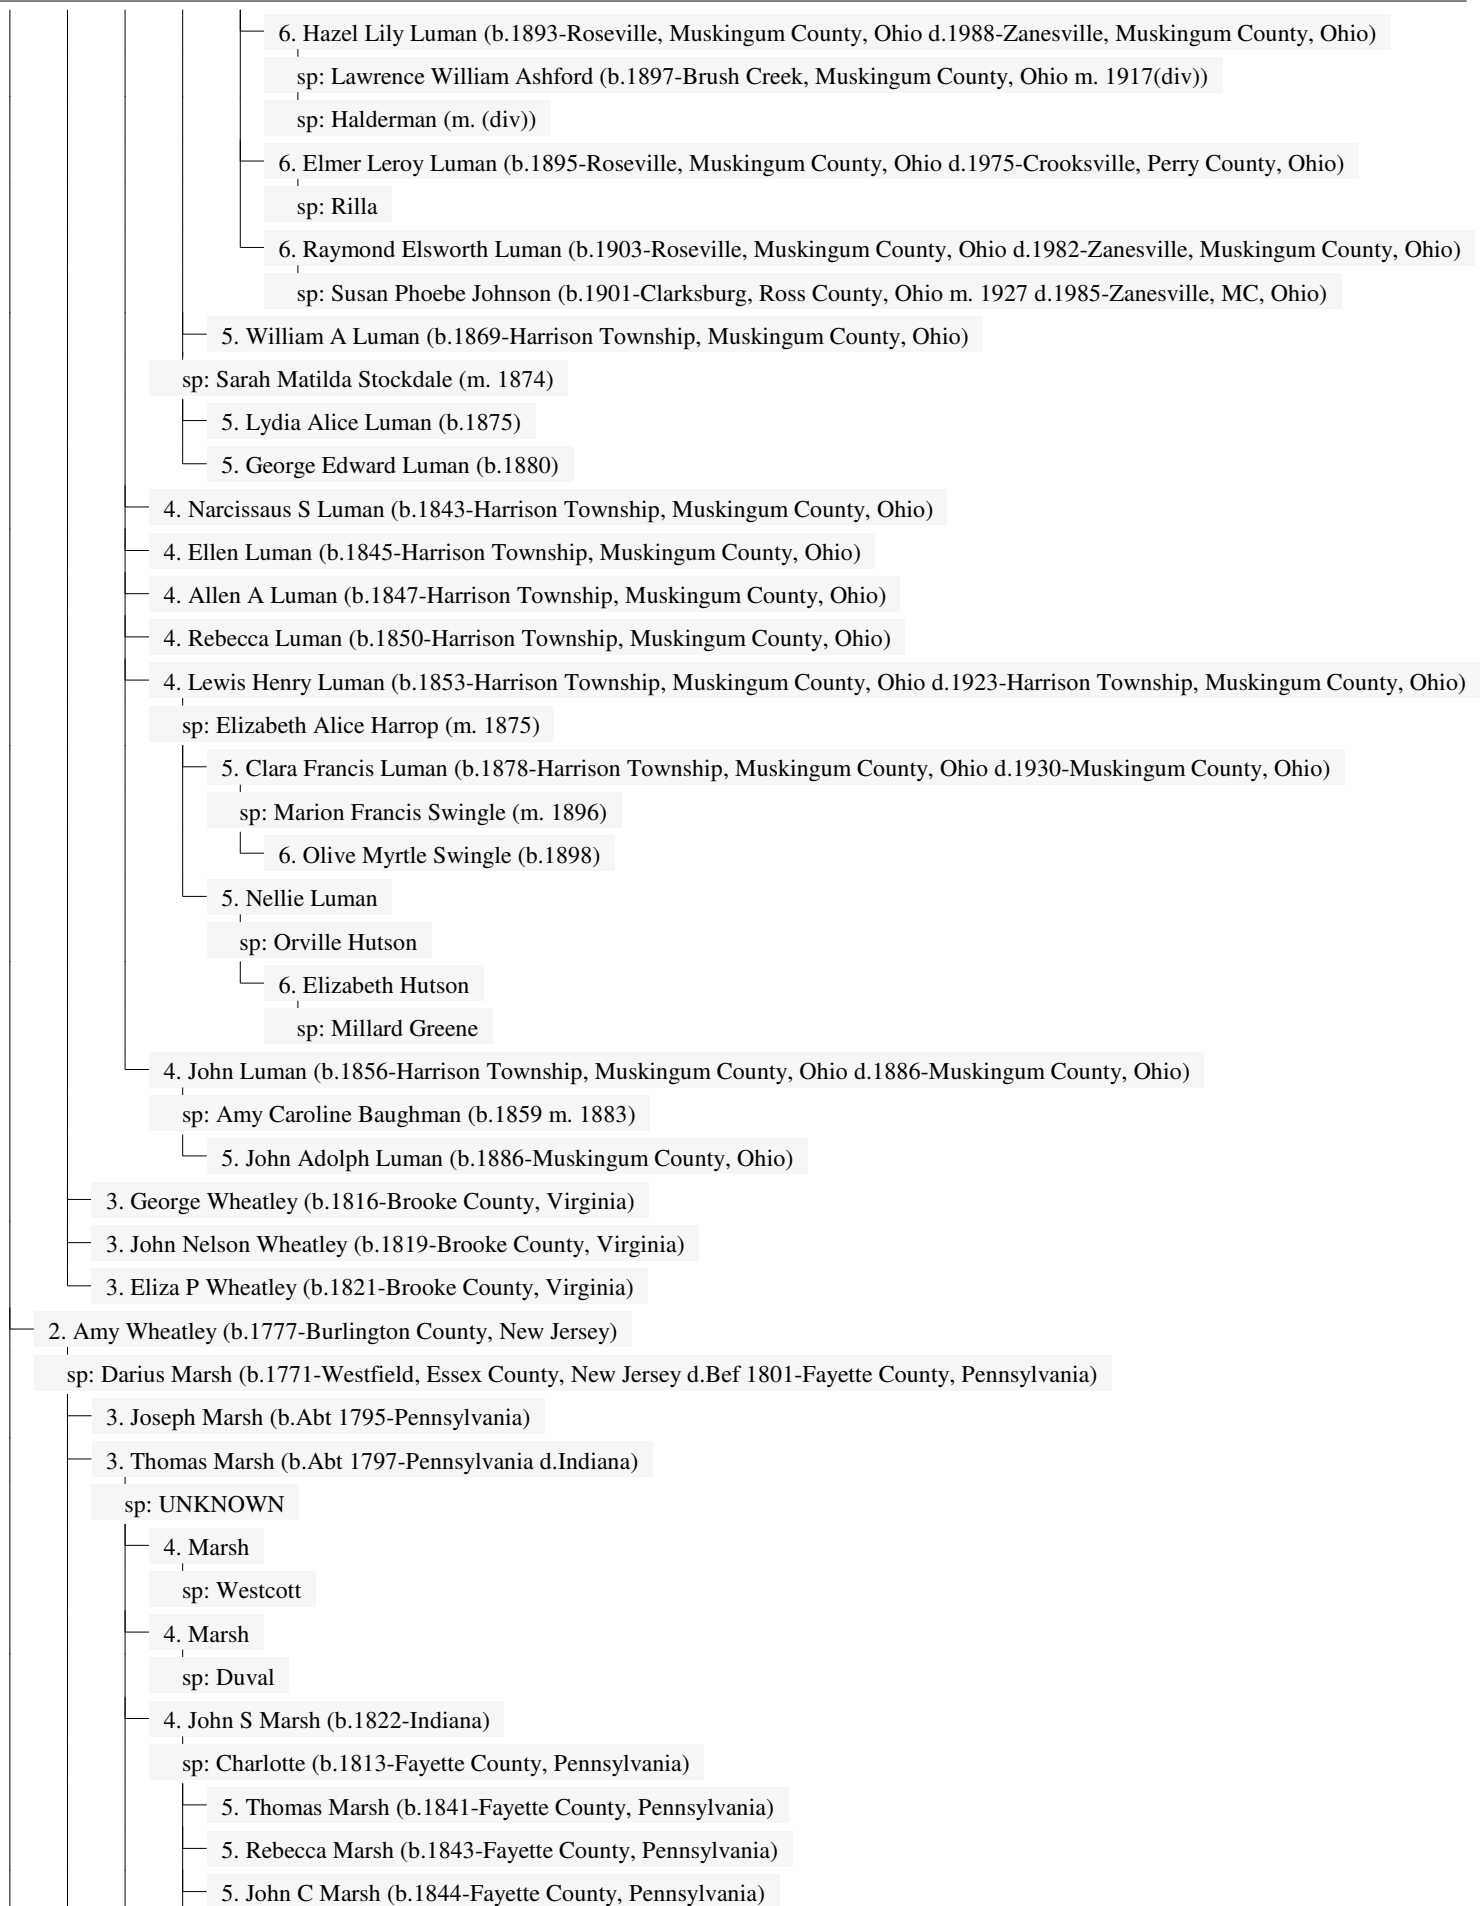 6. Hazel Lily Luman (b.1893-Roseville, Muskingum County, Ohio d.1988-Zanesville, Muskingum County, Ohio)
sp: Lawrence William Ashford (b.1897-Brush Creek, Muskingum County, Ohio m. 1917(div))
sp: Halderman (m. (div))
6. Elmer Leroy Luman (b.1895-Roseville, Muskingum County, Ohio d.1975-Crooksville, Perry County, Ohio)
sp: Rilla
6. Raymond Elsworth Luman (b.1903-Roseville, Muskingum County, Ohio d.1982-Zanesville, Muskingum County, Ohio)
sp: Susan Phoebe Johnson (b.1901-Clarksburg, Ross County, Ohio m. 1927 d.1985-Zanesville, MC, Ohio)
5. William A Luman (b.1869-Harrison Township, Muskingum County, Ohio)
sp: Sarah Matilda Stockdale (m. 1874)
5. Lydia Alice Luman (b.1875)
5. George Edward Luman (b.1880)
4. Narcissaus S Luman (b.1843-Harrison Township, Muskingum County, Ohio)
4. Ellen Luman (b.1845-Harrison Township, Muskingum County, Ohio)
4. Allen A Luman (b.1847-Harrison Township, Muskingum County, Ohio)
4. Rebecca Luman (b.1850-Harrison Township, Muskingum County, Ohio)
4. Lewis Henry Luman (b.1853-Harrison Township, Muskingum County, Ohio d.1923-Harrison Township, Muskingum County, Ohio)
sp: Elizabeth Alice Harrop (m. 1875)
5. Clara Francis Luman (b.1878-Harrison Township, Muskingum County, Ohio d.1930-Muskingum County, Ohio)
sp: Marion Francis Swingle (m. 1896)
6. Olive Myrtle Swingle (b.1898)
5. Nellie Luman
sp: Orville Hutson
6. Elizabeth Hutson
sp: Millard Greene
4. John Luman (b.1856-Harrison Township, Muskingum County, Ohio d.1886-Muskingum County, Ohio)
sp: Amy Caroline Baughman (b.1859 m. 1883)
5. John Adolph Luman (b.1886-Muskingum County, Ohio)
3. George Wheatley (b.1816-Brooke County, Virginia)
3. John Nelson Wheatley (b.1819-Brooke County, Virginia)
3. Eliza P Wheatley (b.1821-Brooke County, Virginia)
2. Amy Wheatley (b.1777-Burlington County, New Jersey)
sp: Darius Marsh (b.1771-Westfield, Essex County, New Jersey d.Bef 1801-Fayette County, Pennsylvania)
3. Joseph Marsh (b.Abt 1795-Pennsylvania)
3. Thomas Marsh (b.Abt 1797-Pennsylvania d.Indiana)
sp: UNKNOWN
4. Marsh
sp: Westcott
4. Marsh
sp: Duval
4. John S Marsh (b.1822-Indiana)
sp: Charlotte (b.1813-Fayette County, Pennsylvania)
5. Thomas Marsh (b.1841-Fayette County, Pennsylvania)
5. Rebecca Marsh (b.1843-Fayette County, Pennsylvania)
5. John C Marsh (b.1844-Fayette County, Pennsylvania)